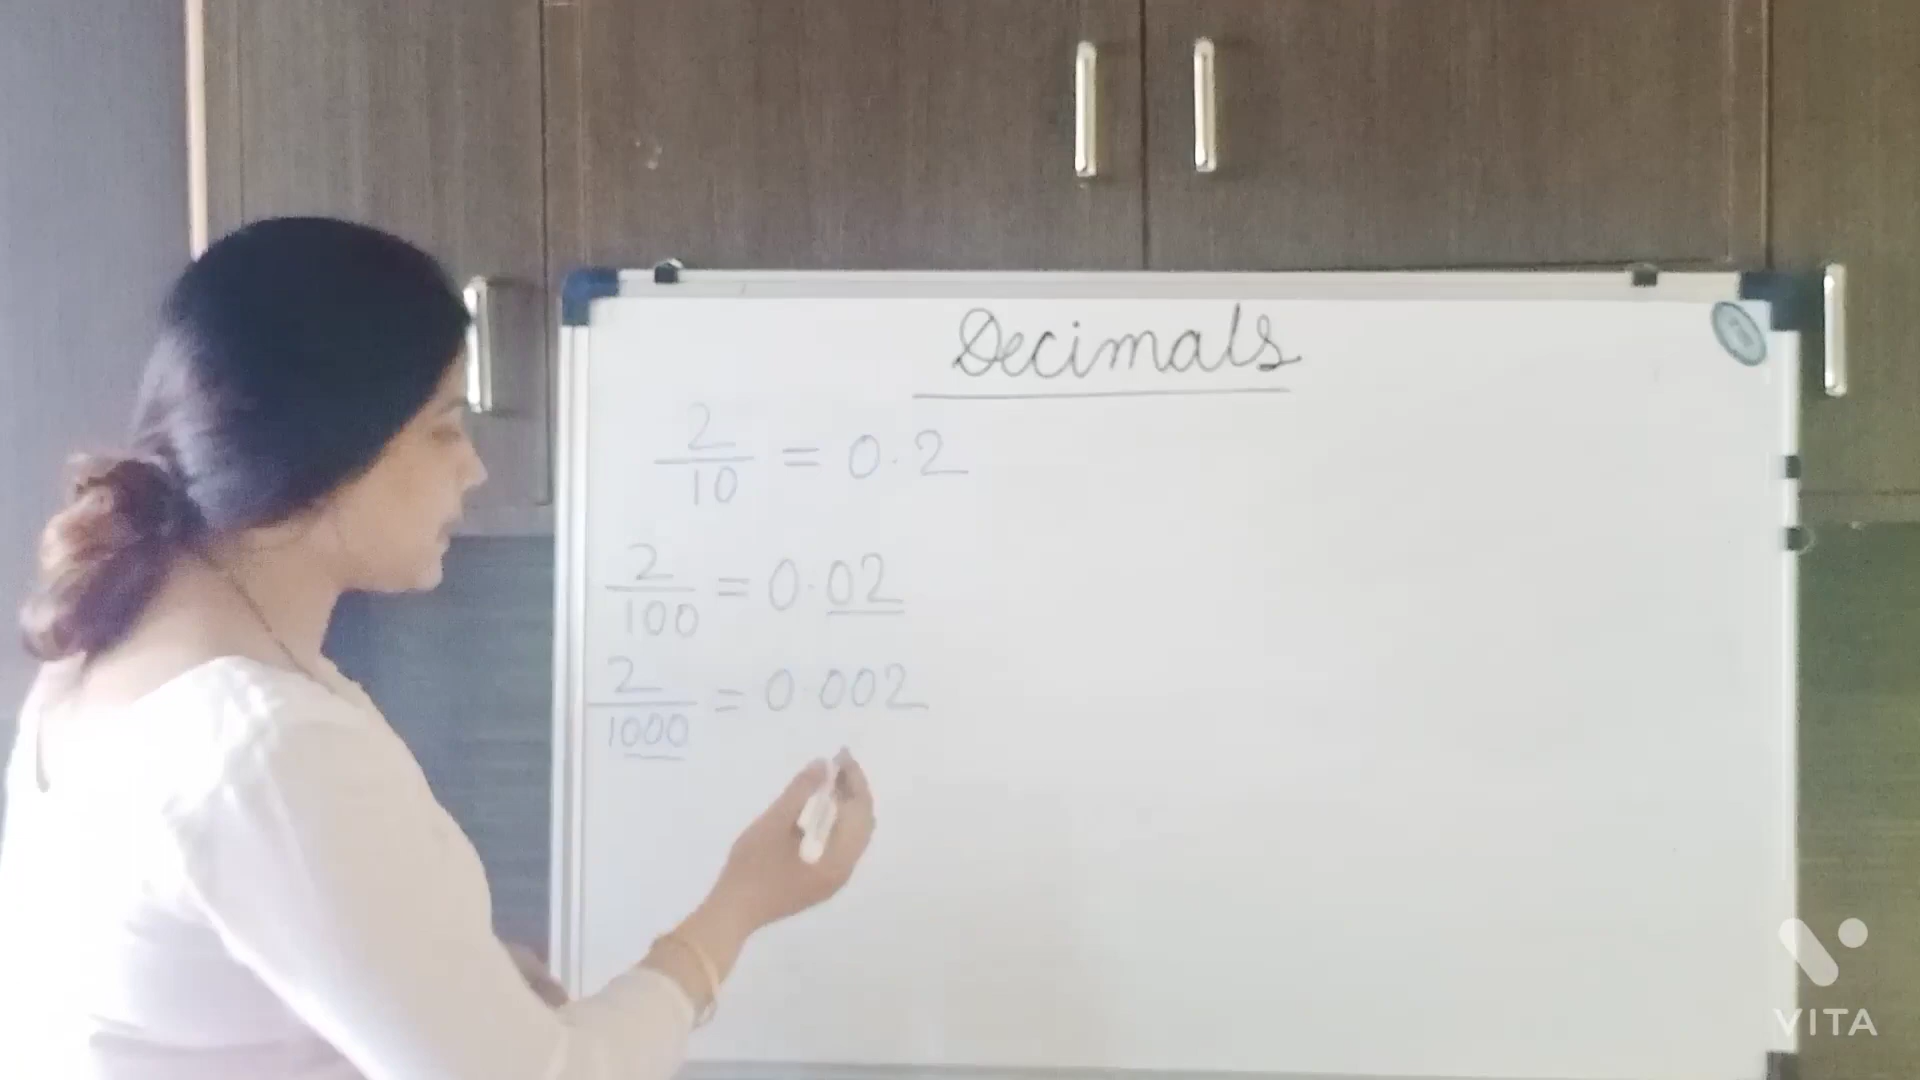 Decimals
2/10 = 0.2
2/100 = 0.02
2/1000 = 0.002
VITA